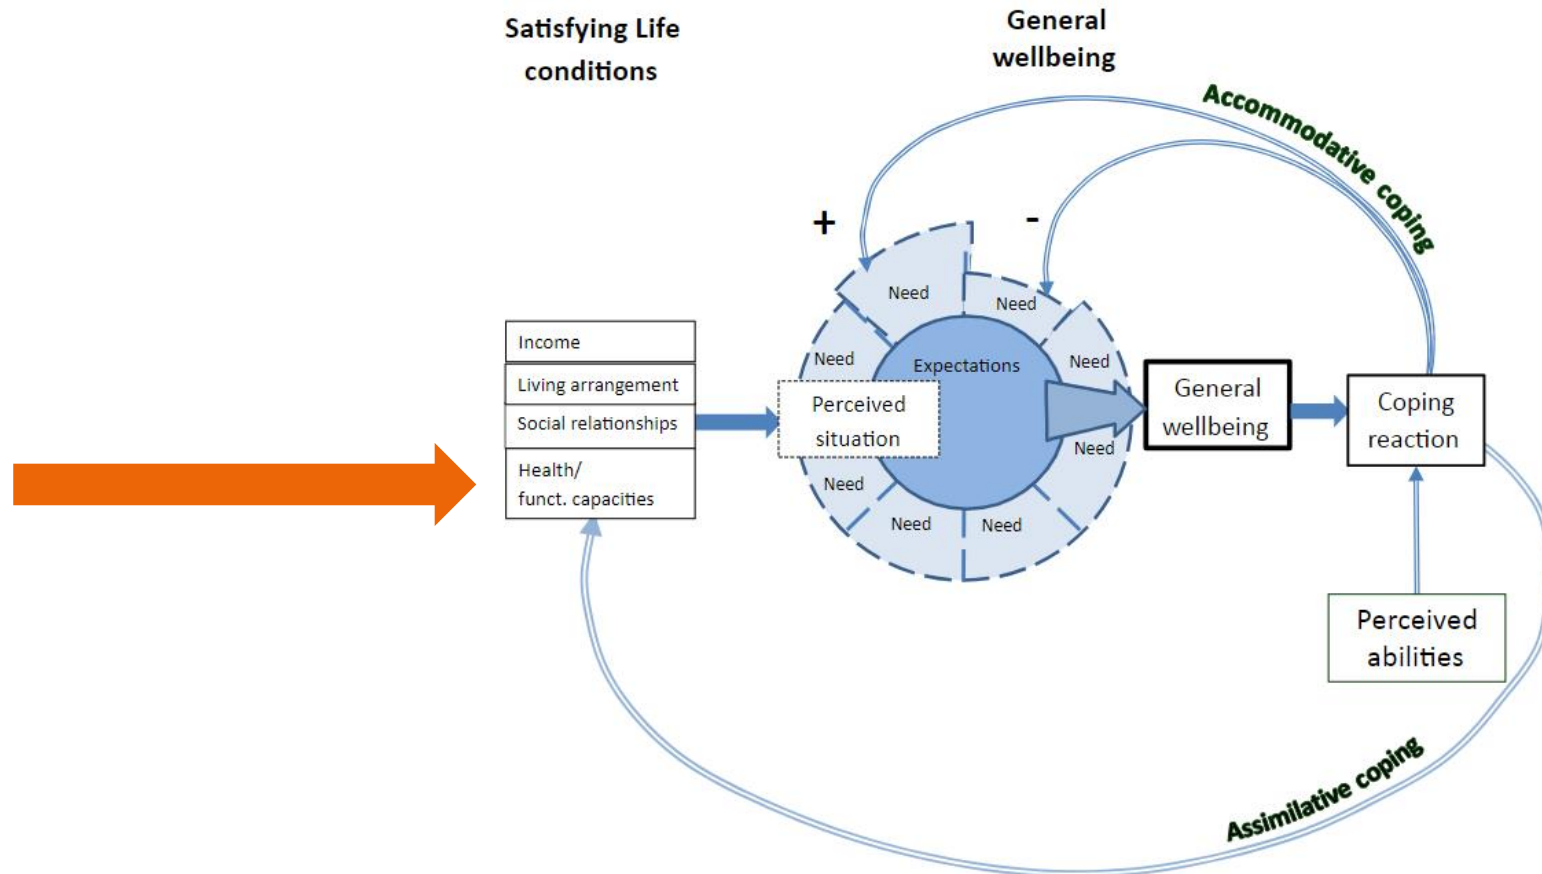 Satisfying Life
conditions
General
wellbeing
Accommodative coping
+
-
Need
Need
Need
Need
Expectations
Income
Living arrangement
Social relationships
Health/
funct. capacities
Perceived
situation
General
wellbeing
Coping
reaction
Need
Need
Need
Need
Perceived
abilities
Assimilative coping